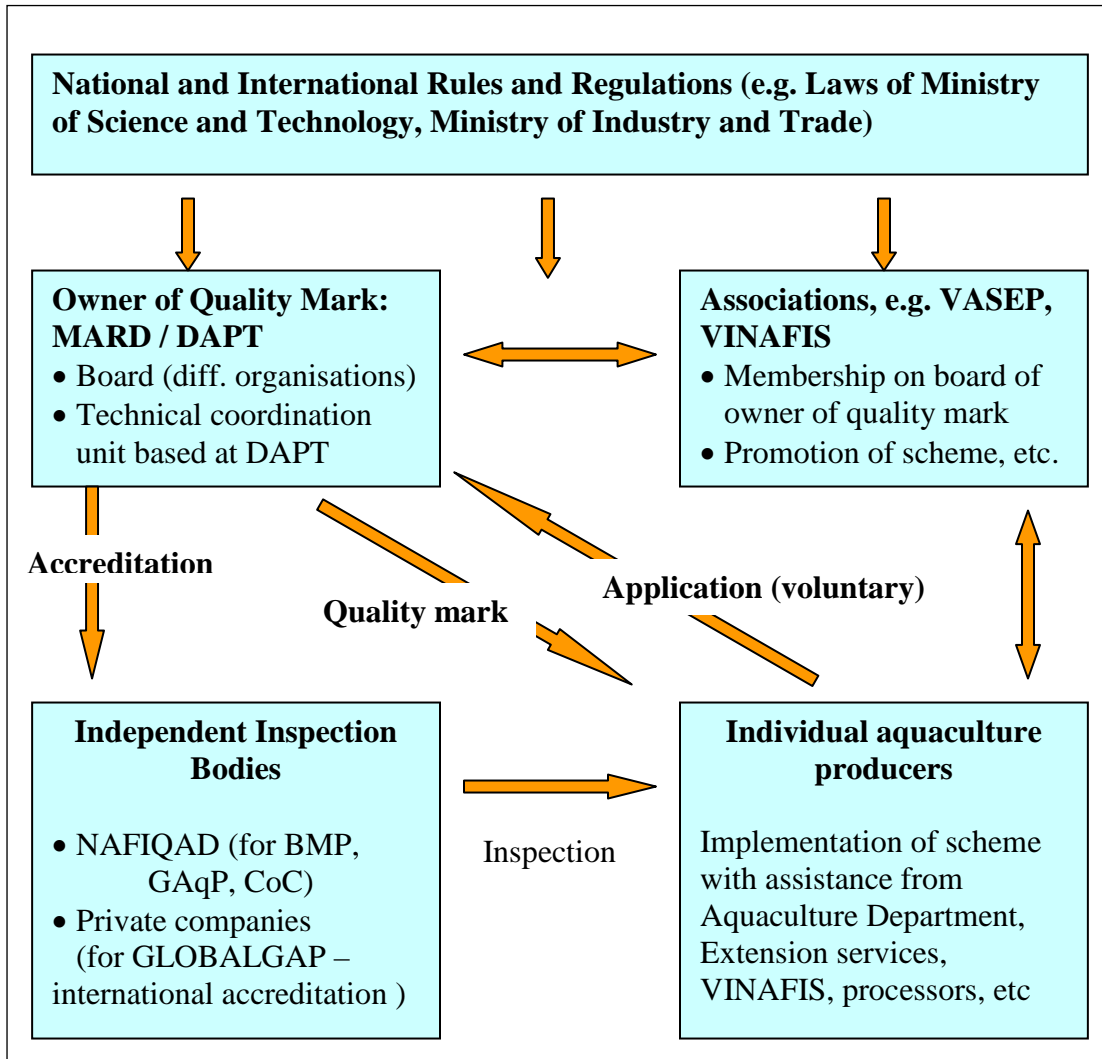 National and International Rules and Regulations (e.g. Laws of Ministry
of Science and Technology, Ministry of Industry and Trade)
Owner of Quality Mark:
MARD / DAPT
• Board (diff. organisations)
• Technical coordination
unit based at DAPT
Associations, e.g. VASEP,
VINAFIS
• Membership on board of
owner of quality mark
• Promotion of scheme, etc.
Accreditation
Quality mark
Application (voluntary)
Independent Inspection
Bodies
• NAFIQAD (for BMP,
GAqP, CoC)
• Private companies
(for GLOBALGAP –
international accreditation )
Inspection
Individual aquaculture
producers
Implementation of scheme
with assistance from
Aquaculture Department,
Extension services,
VINAFIS, processors, etc